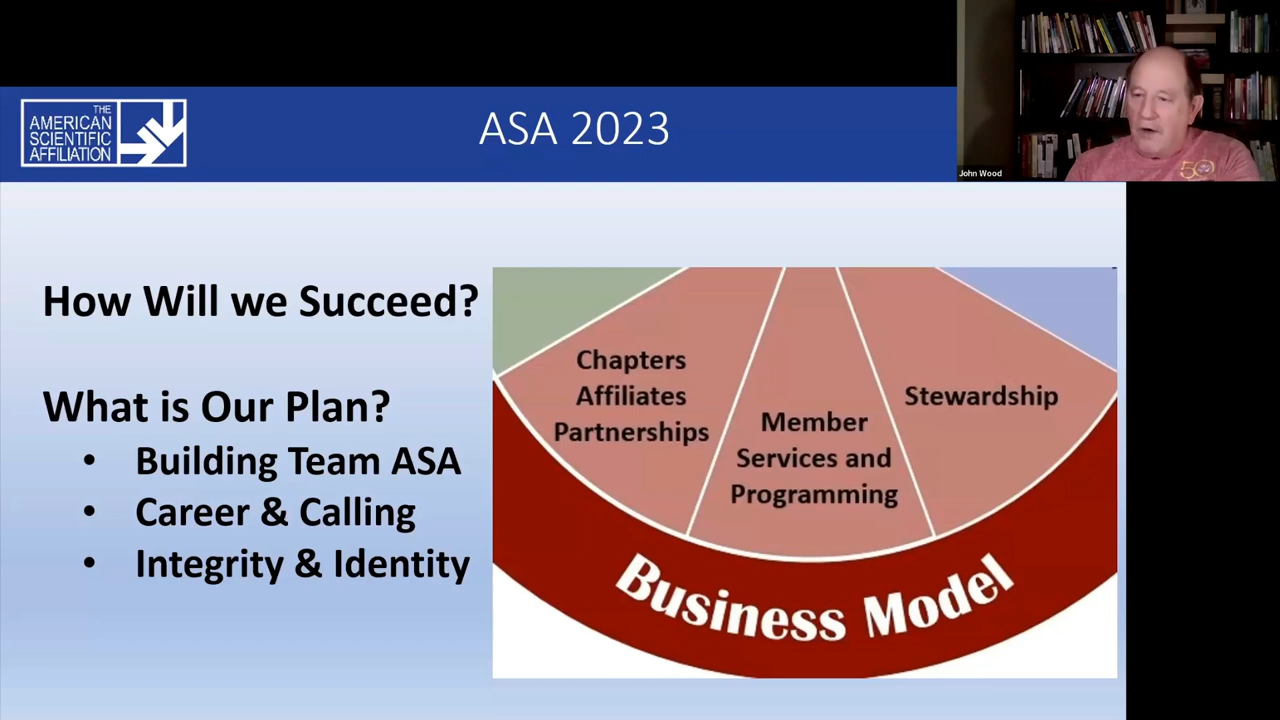 THE
AMERICAN
SCIENTIFIC
AFFILIATION
ASA 2023
John Wood
50
How Will we Succeed?
What is Our Plan?
• Building Team ASA
• Career & Calling
• Integrity & Identity
Chapters
Affiliates
Partnerships
Member
Services and
Programming
Stewardship
Business Model